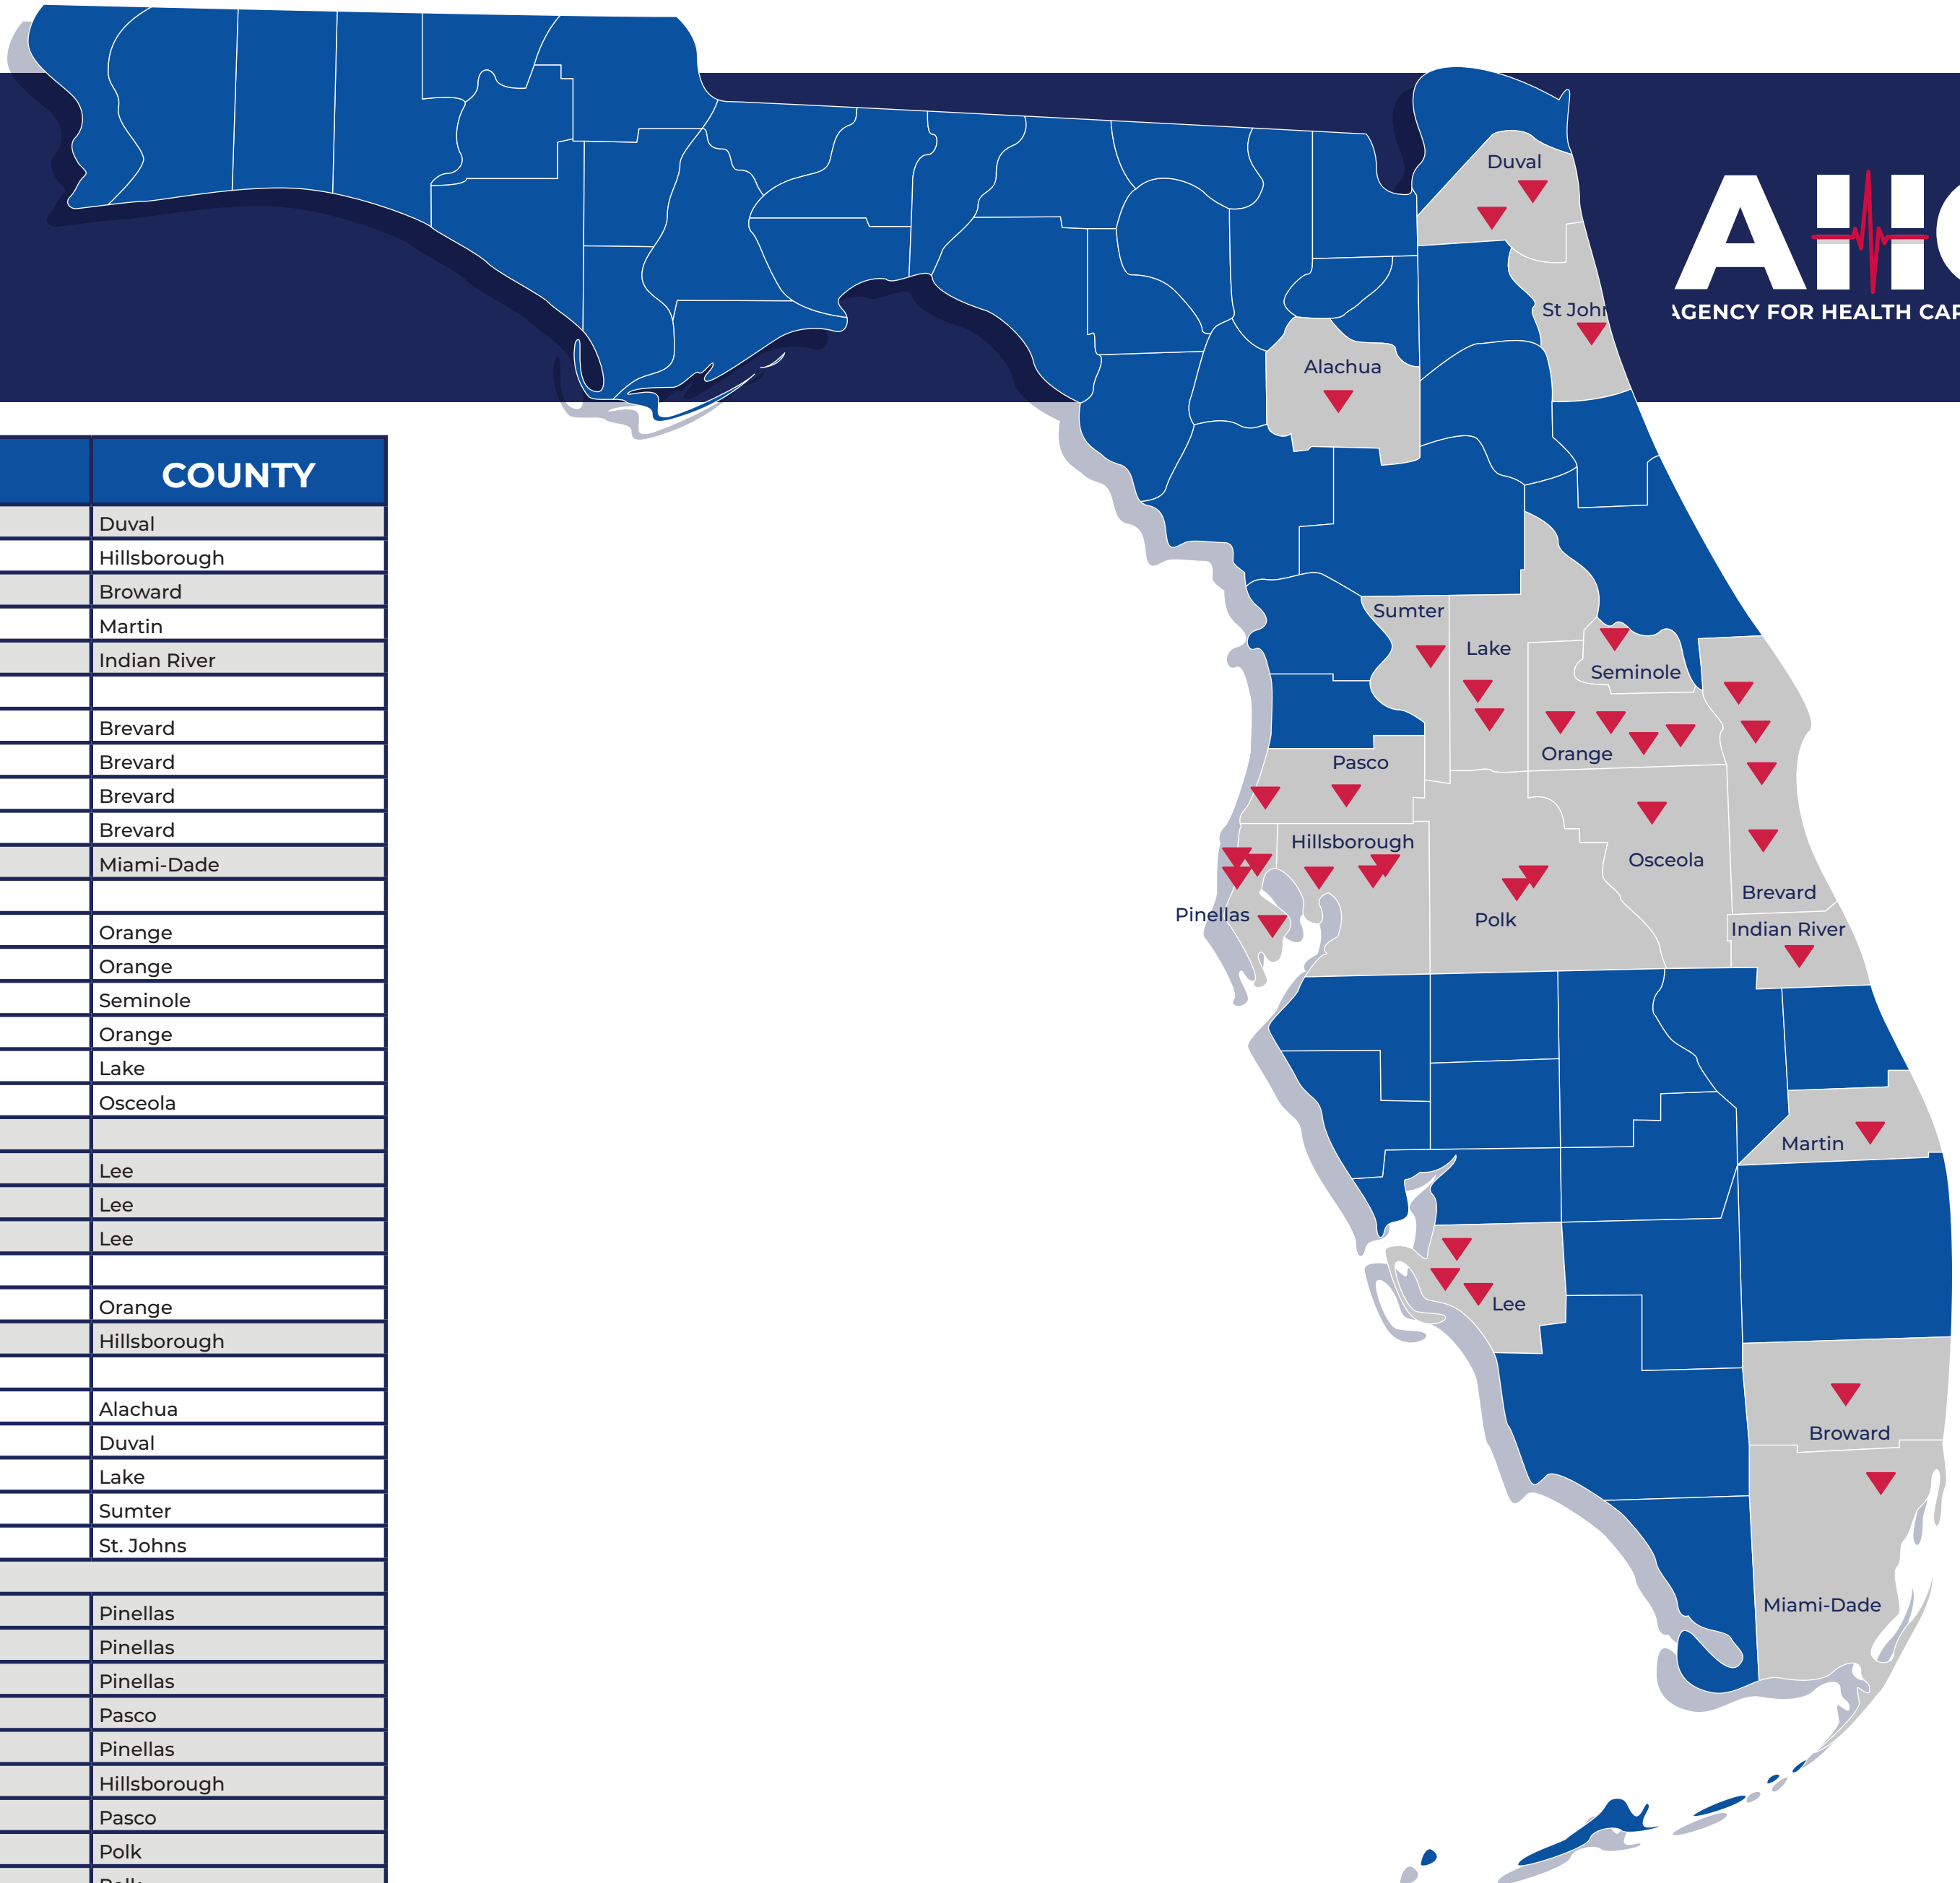 AHC
AGENCY FOR HEALTH CAR
COUNTY
Duval
Hillsborough
Broward
Martin
Indian River
Brevard
Brevard
Brevard
Brevard
Miami-Dade
Orange
Orange
Seminole
Orange
Lake
Osceola
Lee
Lee
Lee
Orange
Hillsborough
Alachua
Duval
Lake
Sumter
St. Johns
Pinellas
Pinellas
Pinellas
Pasco
Pinellas
Hillsborough
Pasco
Polk
Polk
Duval
St John
Alachua
Sumter
Lake
Seminole
Orange
Pasco
Hillsborough
Osceola
Brevard
Pinellas
Polk
Indian River
Martin
Lee
Broward
Miami-Dade